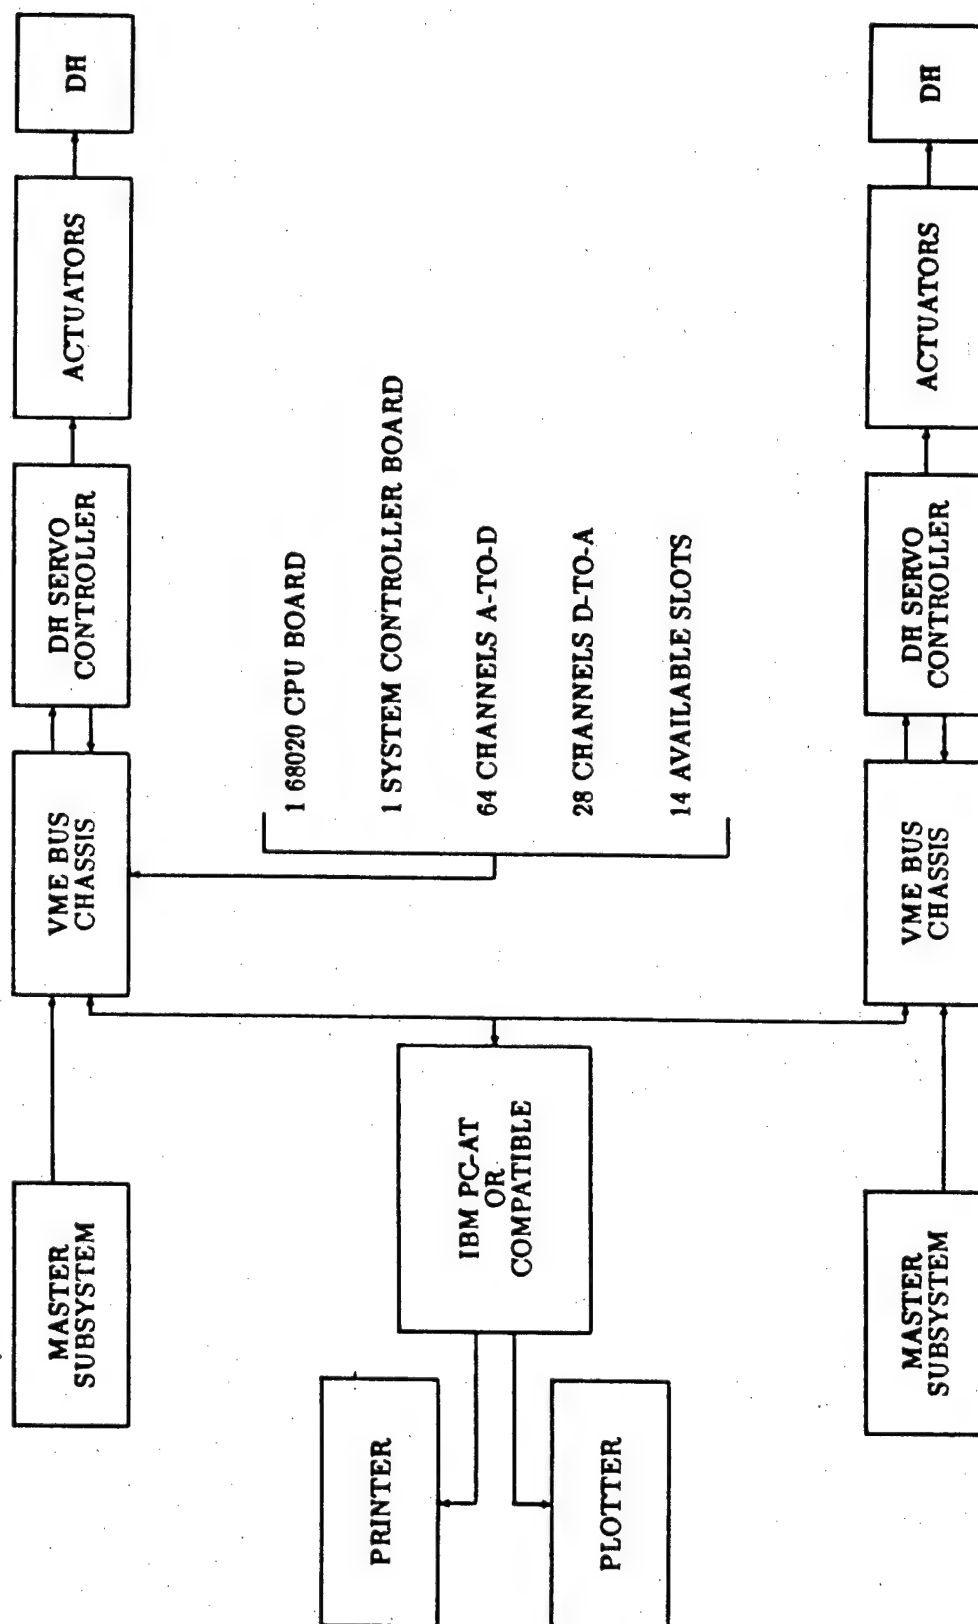 MASTER
SUBSYSTEM
VME BUS
CHASSIS
DH SERVO
CONTROLLER
ACTUATORS
DH
1 68020 CPU BOARD
1 SYSTEM CONTROLLER BOARD
64 CHANNELS A-TO-D
28 CHANNELS D-TO-A
14 AVAILABLE SLOTS
PRINTER
IBM PC-AT
OR
COMPATIBLE
PLOTTER
MASTER
SUBSYSTEM
VME BUS
CHASSIS
DH SERVO
CONTROLLER
ACTUATORS
DH